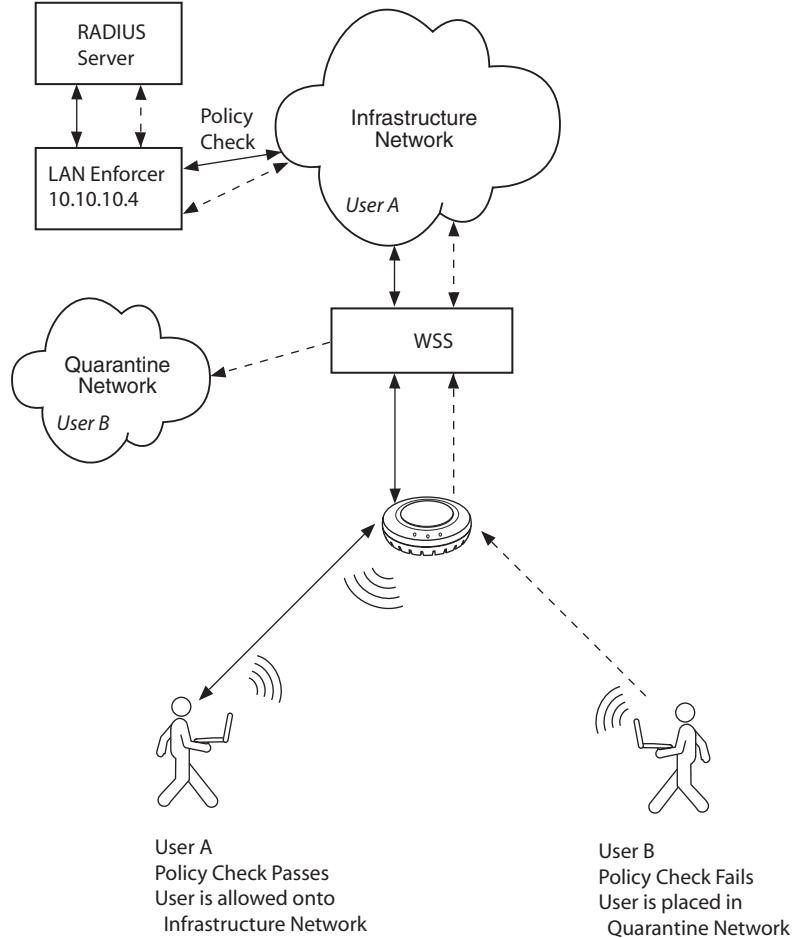 RADIUS
Server
Policy
Check
Infrastructure
Network
LAN Enforcer
10.10.10.4
User A
WSS
Quarantine
Network
User B
User A
Policy Check Passes
User is allowed onto
Infrastructure Network
User B
Policy Check Fails
User is placed in
Quarantine Network